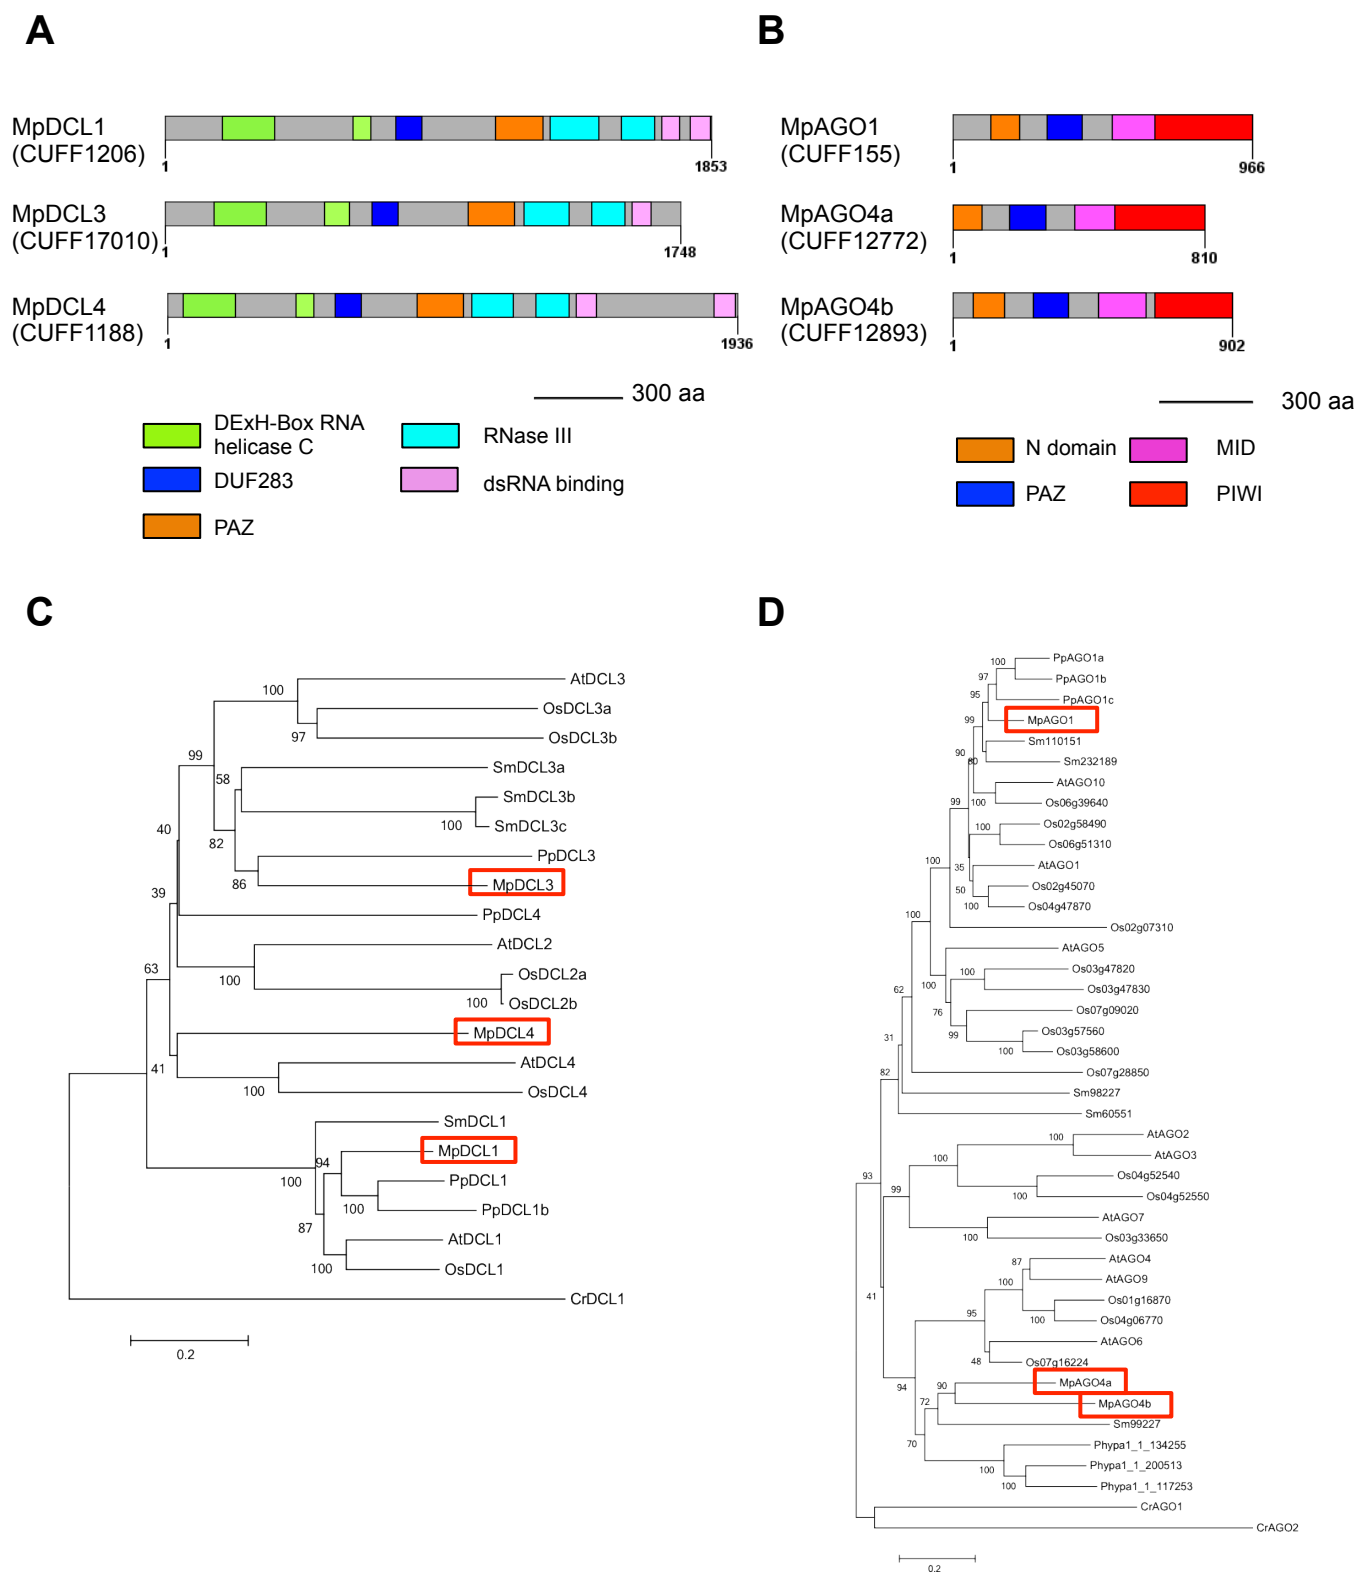 A
MpDCL1
(CUFF1206)
1
1853
MpDCL3
(CUFF17010)
1
1748
MpDCL4
(CUFF1188)
1
1936
300 aa
DExH-Box RNA
helicase C
RNase III
DUF283
dsRNA binding
PAZ
B
MpAGO1
(CUFF155)
1
966
MpAGO4a
(CUFF12772)
1
810
MpAGO4b
(CUFF12893)
1
902
300 aa
N domain
MID
PAZ
PIWI
C
AtDCL3
100
OsDCL3a
97
OsDCL3b
99
SmDCL3a
58
SmDCL3b
100
SmDCL3c
40
82
PpDCL3
86
MpDCL3
39
PpDCL4
AtDCL2
63
100
OsDCL2a
100
OsDCL2b
MpDCL4
41
AtDCL4
100
OsDCL4
SmDCL1
94
MpDCL1
100
PpDCL1
100
PpDCL1b
87
AtDCL1
100
OsDCL1
CrDCL1
0.2
D
100
PpAGO1a
97
PpAGO1b
95
PpAGO1c
99
MpAGO1
Sm110151
90
80
Sm232189
AtAGO10
99
100
Os06g39640
100
Os02g58490
Os06g51310
100
35
AtAGO1
50
Os02g45070
100
Os04g47870
100
Os02g07310
AtAGO5
100
Os03g47820
100
62
Os03g47830
76
Os07g09020
99
Os03g57560
31
100
Os03g58600
82
Os07g28850
Sm98227
Sm60551
100
AtAGO2
100
AtAGO3
93
99
Os04g52540
100
Os04g52550
AtAGO7
100
Os03g33650
87
AtAGO4
100
AtAGO9
41
95
Os01g16870
100
Os04g06770
AtAGO6
48
Os07g16224
94
90
MpAGO4a
72
MpAGO4b
Sm99227
70
Phypa1_1_134255
100
Phypa1_1_200513
100
Phypa1_1_117253
CrAGO1
CrAGO2
0.2